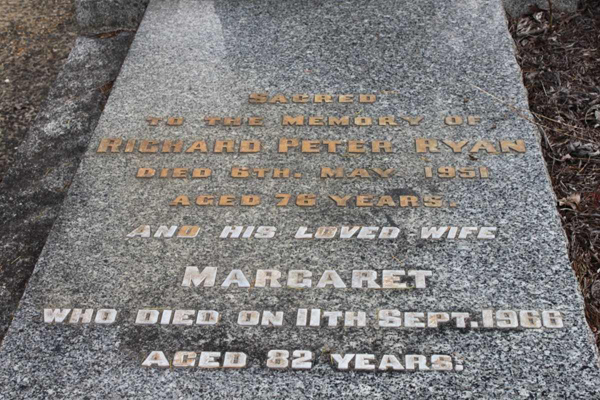 SACRED
TO THE MEMORY OF
RICHARD PETER RYAN
DIED 6TH. MAY 1951
AGED 76 YEARS.
AND HIS LOVED WIFE
MARGARET
WHO DIED ON 11TH SEPT. 1966
AGED 82 YEARS.